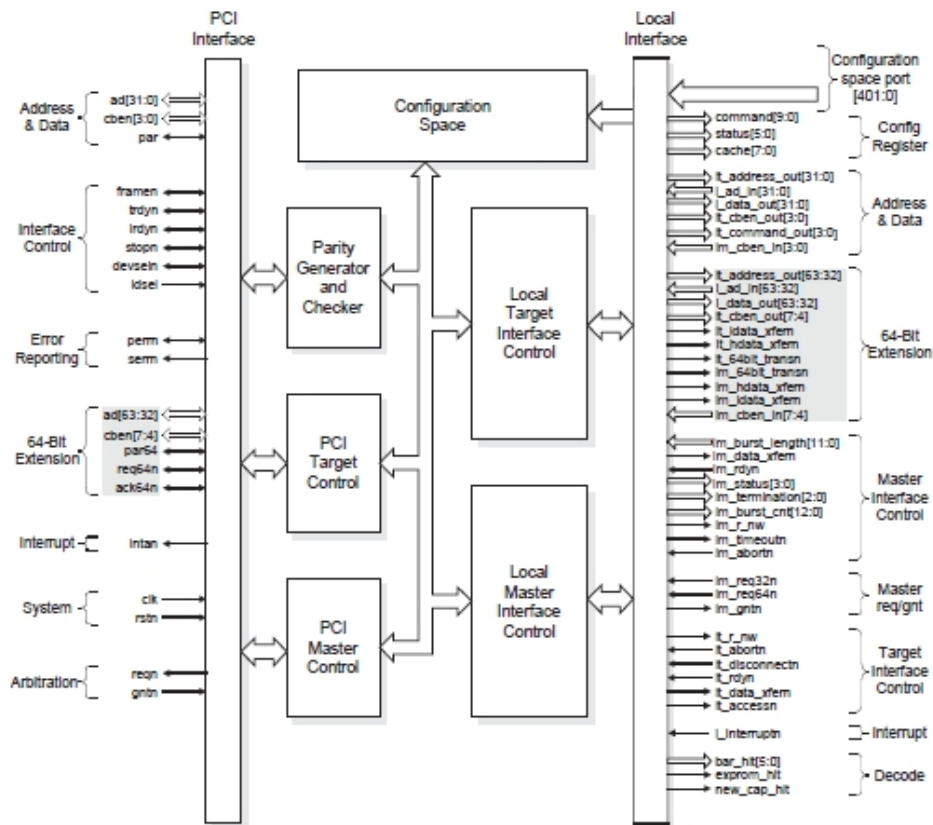 PCI
Interface
Local
Interface
Address
& Data
ad[31:0]
cben[3:0]
par
Interface
Control
framen
trdyn
irdyn
stopn
devseln
idsel
Error
Reporting
perrn
serrn
64-Bit
Extension
ad[63:32]
cben[7:4]
par64
req64n
ack64n
Interrupt
intan
System
clk
rstn
Arbitration
reqn
gntn
Configuration
Space
Parity
Generator
and
Checker
PCI
Target
Control
PCI
Master
Control
Local
Target
Interface
Control
Local
Master
Interface
Control
Configuration
space port
[401:0]
command[9:0]
status[5:0]
cache[7:0]
Config
Register
lt_address_out[31:0]
l_ad_in[31:0]
l_data_out[31:0]
lt_cben_out[3:0]
lt_command_out[3:0]
lm_cben_in[3:0]
Address
& Data
lt_address_out[63:32]
l_ad_in[63:32]
l_data_out[63:32]
lt_cben_out[7:4]
lt_ldata_xfern
lt_hdata_xfern
lt_64bit_transn
lm_64bit_transn
lm_hdata_xfern
lm_ldata_xfern
lm_cben_in[7:4]
64-Bit
Extension
lm_burst_length[11:0]
lm_data_xfern
lm_rdyn
lm_status[3:0]
lm_termination[2:0]
lm_burst_cnt[12:0]
lm_r_nw
lm_timeoutn
lm_abortn
Master
Interface
Control
lm_req32n
lm_req64n
lm_gntn
Master
req/gnt
lt_r_nw
lt_abortn
lt_disconnectn
lt_rdyn
lt_data_xfern
lt_accessn
Target
Interface
Control
l_interruptn
Interrupt
bar_hit[5:0]
exprom_hit
new_cap_hit
Decode